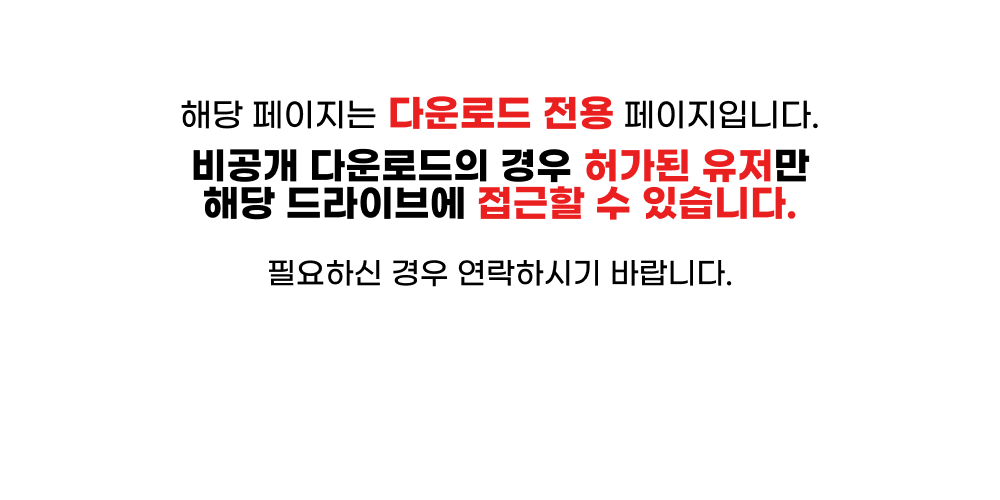 해당 페이지는 다운로드 전용 페이지입니다.
비공개 다운로드의 경우 허가된 유저만
해당 드라이브에 접근할 수 있습니다.
필요하신 경우 연락하시기 바랍니다.